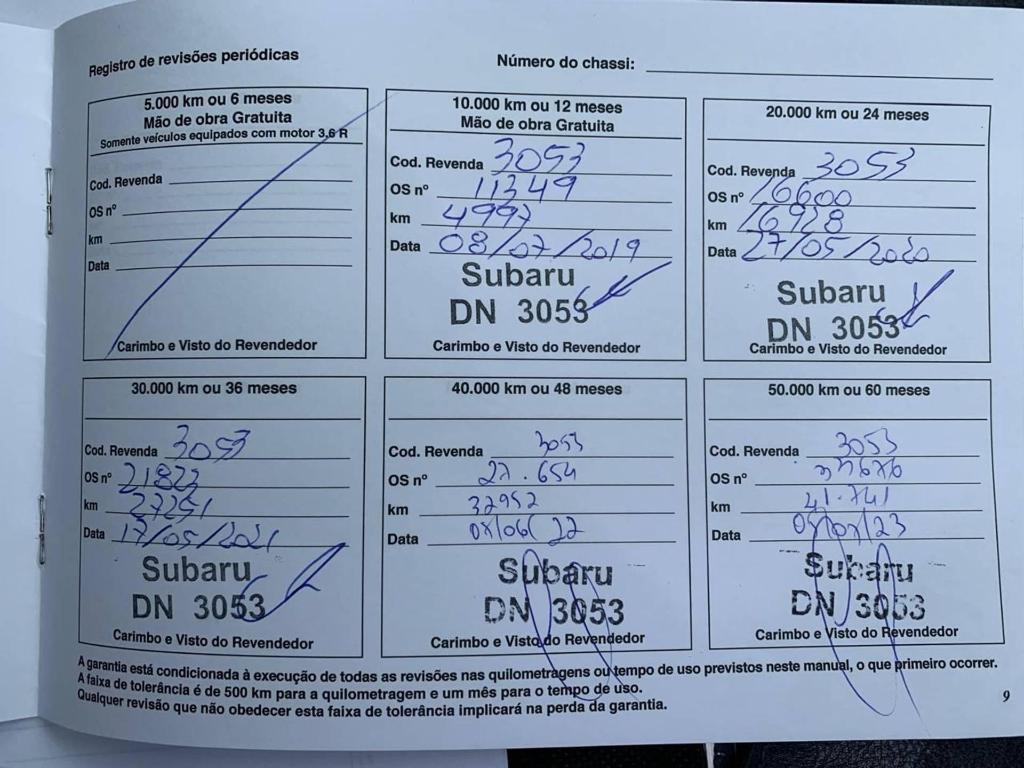 Registro de revisões periódicas
Número do chassi:
5.000 km ou 6 meses
Mão de obra Gratuita
Somente veículos equipados com motor 3,6 R
Cod. Revenda
OS nº
km
Data
Carimbo e Visto do Revendedor
10.000 km ou 12 meses
Mão de obra Gratuita
Cod. Revenda 3053
OS nº 11349
km 4997
Data 08/07/2019
Subaru
DN 3053
Carimbo e Visto do Revendedor
20.000 km ou 24 meses
Cod. Revenda 3053
OS nº 16600
km 16928
Data 27/05/2020
Subaru
DN 3053
Carimbo e Visto do Revendedor
30.000 km ou 36 meses
Cod. Revenda 3053
OS nº 21823
km 27251
Data 17/05/2021
Subaru
DN 3053
Carimbo e Visto do Revendedor
40.000 km ou 48 meses
Cod. Revenda 3053
OS nº 27.654
km 32952
Data
Subaru
DN 3053
Carimbo e Visto do Revendedor
50.000 km ou 60 meses
Cod. Revenda 3053
OS nº
km 41.741
Data
Subaru
DN 3053
Carimbo e Visto do Revendedor
A garantia está condicionada à execução de todas as revisões nas quilometragens ou tempo de uso previstos neste manual, o que primeiro ocorrer.
A faixa de tolerância é de 500 km para a quilometragem e um mês para o tempo de uso.
Qualquer revisão que não obedecer esta faixa de tolerância implicará na perda da garantia.
9